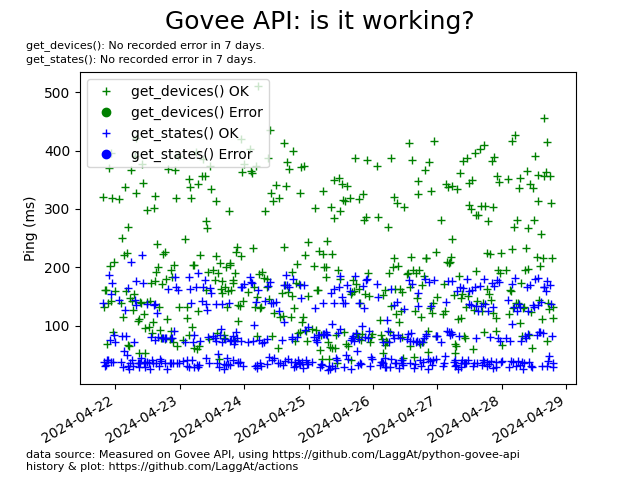 Govee API: is it working?
get_devices(): No recorded error in 7 days.
get_states(): No recorded error in 7 days.
get_devices() OK
get_devices() Error
get_states() OK
get_states() Error
Ping (ms)
500
400
300
200
100
2024-04-22
2024-04-23
2024-04-24
2024-04-25
2024-04-26
2024-04-27
2024-04-28
2024-04-29
data source: Measured on Govee API, using https://github.com/LaggAt/python-govee-api
history & plot: https://github.com/LaggAt/actions